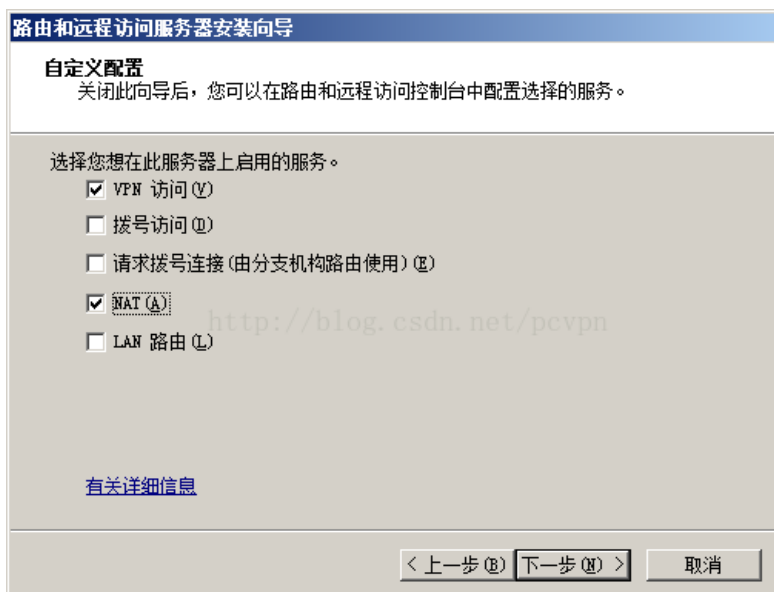 路由和远程访问服务器安装向导
自定义配置
关闭此向导后，您可以在路由和远程访问控制台中配置选择的服务。
选择您想在此服务器上启用的服务。
VPN 访问(V)
拨号访问(D)
请求拨号连接(由分支机构路由使用)(E)
NAT(A)
http://blog.csdn.net/pcvpn
LAN 路由(L)
有关详细信息
< 上一步(B) 下一步(N) > 取消